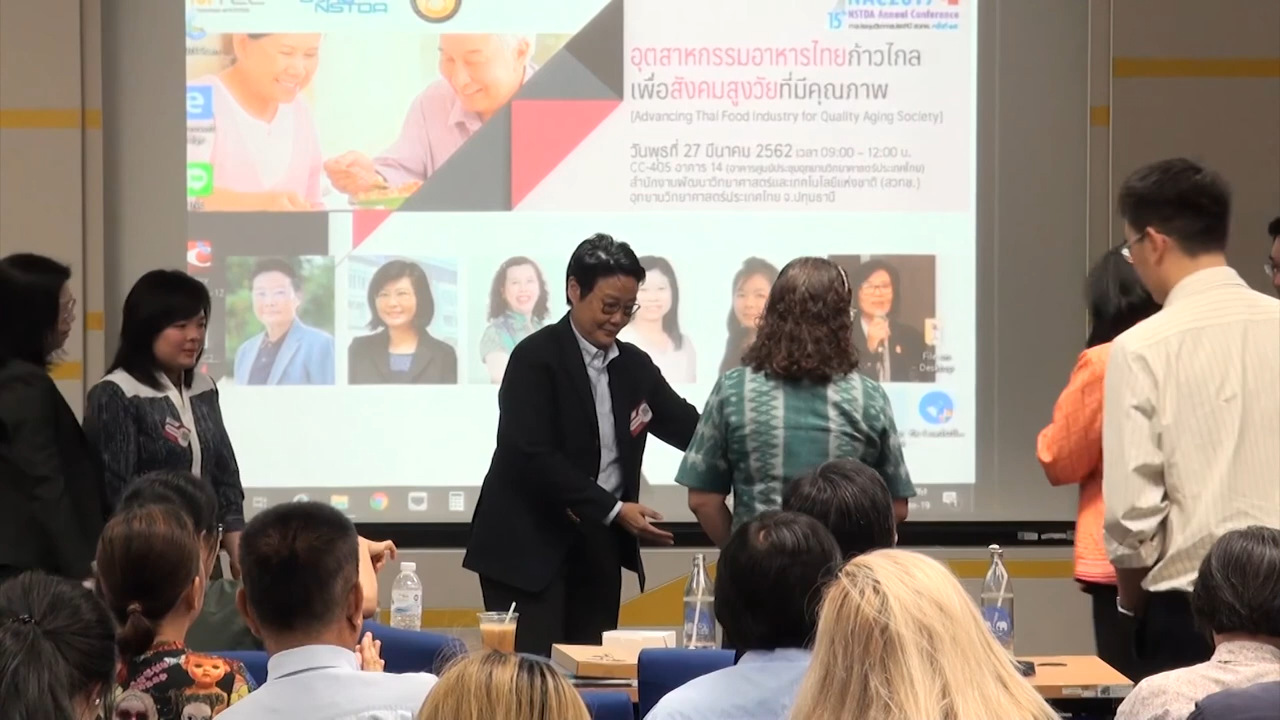 NSTDA
NAC2019
15th NSTDA Annual Conference
อุตสาหกรรมอาหารไทยก้าวไกล
เพื่อสังคมสูงวัยที่มีคุณภาพ
(Advancing Thai Food Industry for Quality Aging Society)
วันพุธที่ 27 มีนาคม 2562 เวลา 09:00 – 12:00 น.
CC-405 อาคาร 14 (อาคารศูนย์ประชุมอุทยานวิทยาศาสตร์ประเทศไทย)
สำนักงานพัฒนาวิทยาศาสตร์และเทคโนโลยีแห่งชาติ (สวทช.)
อุทยานวิทยาศาสตร์ประเทศไทย จ.ปทุมธานี